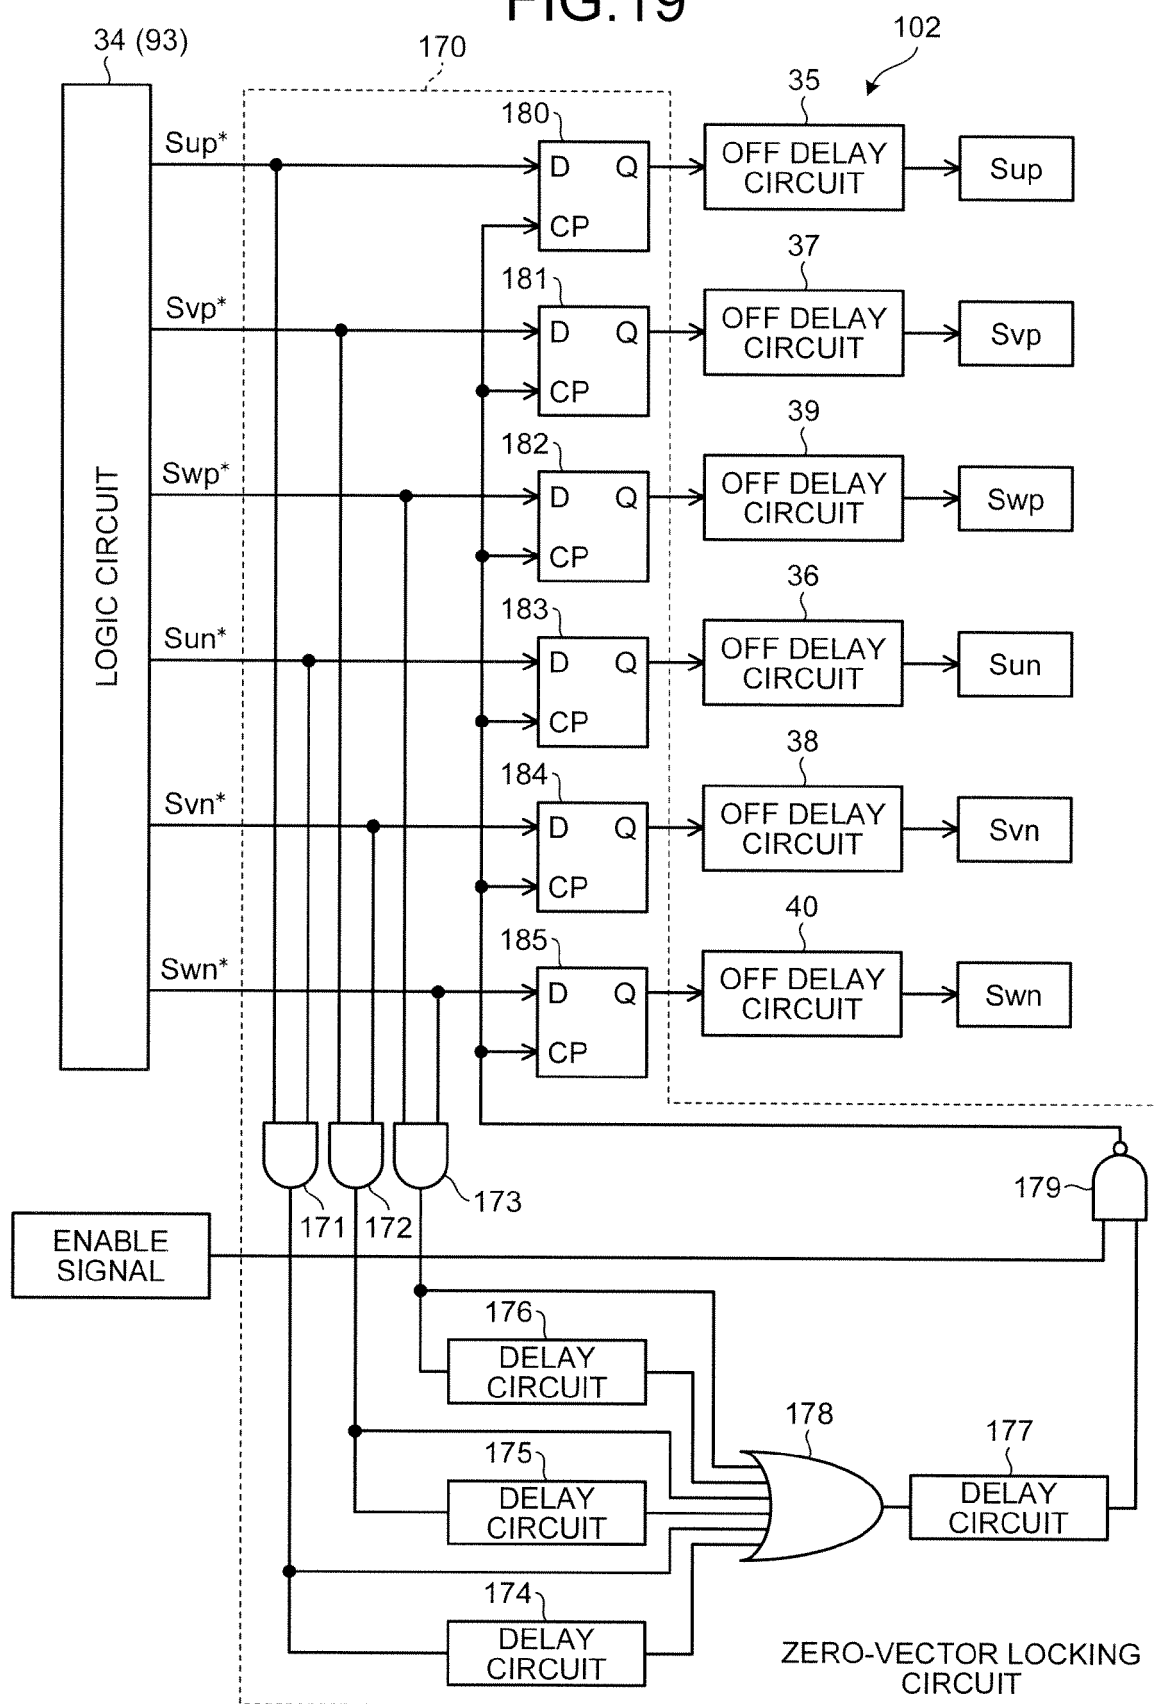 FIG.19
34 (93)
170
102
LOGIC CIRCUIT
Sup*
180
D Q
CP
35
OFF DELAY
CIRCUIT
Sup
Svp*
181
D Q
CP
37
OFF DELAY
CIRCUIT
Svp
Swp*
182
D Q
CP
39
OFF DELAY
CIRCUIT
Swp
Sun*
183
D Q
CP
36
OFF DELAY
CIRCUIT
Sun
Svn*
184
D Q
CP
38
OFF DELAY
CIRCUIT
Svn
Swn*
185
D Q
CP
40
OFF DELAY
CIRCUIT
Swn
171
172
173
179
ENABLE
SIGNAL
176
DELAY
CIRCUIT
175
DELAY
CIRCUIT
174
DELAY
CIRCUIT
178
177
DELAY
CIRCUIT
ZERO-VECTOR LOCKING
CIRCUIT